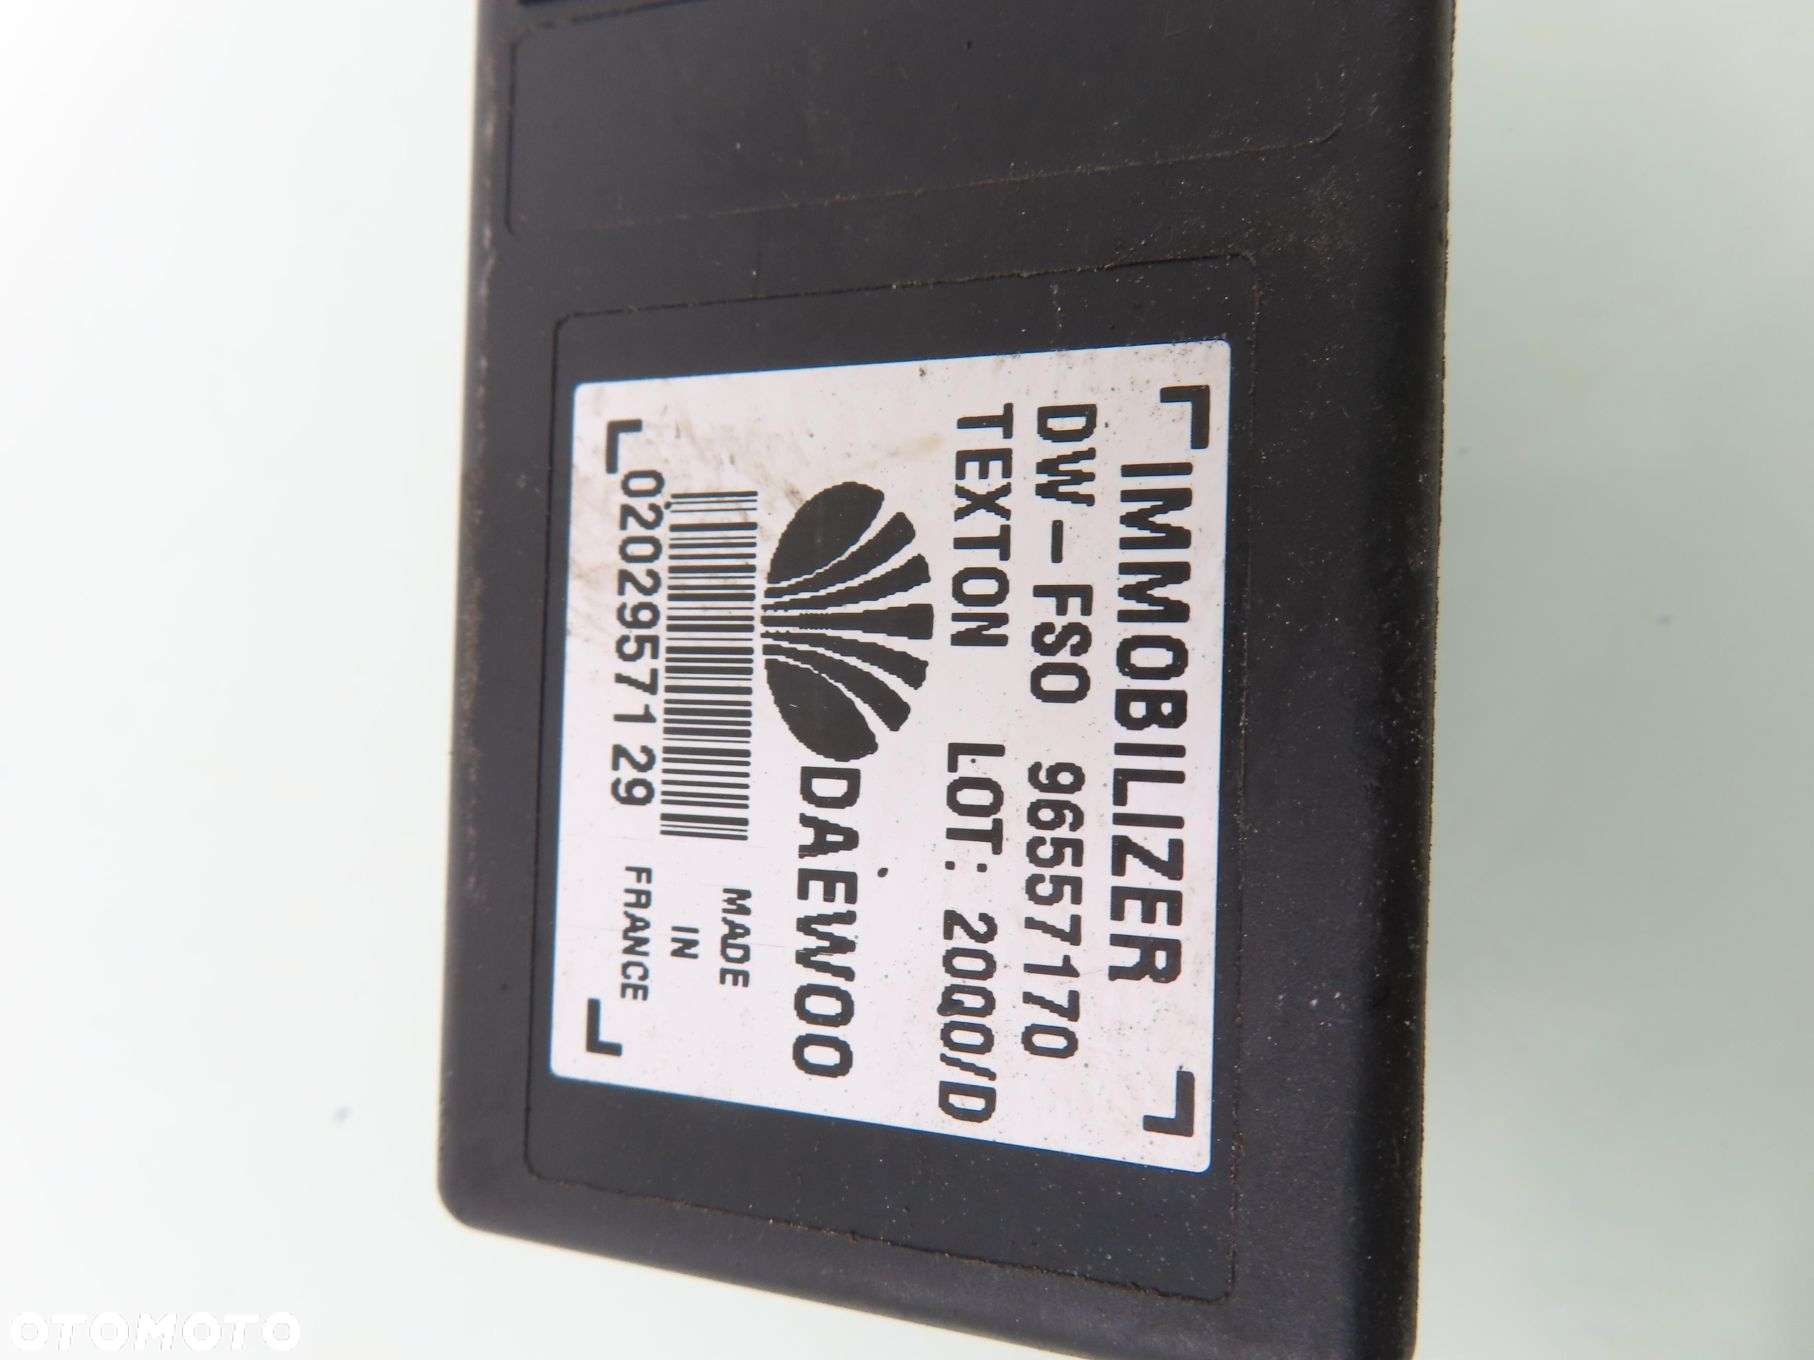 IMMOBILIZER
DW-FSO 96557170
TEXTON LOT: 20Q0/D
DAEWOO
0202957129
MADE
IN
FRANCE
OTOMOTO